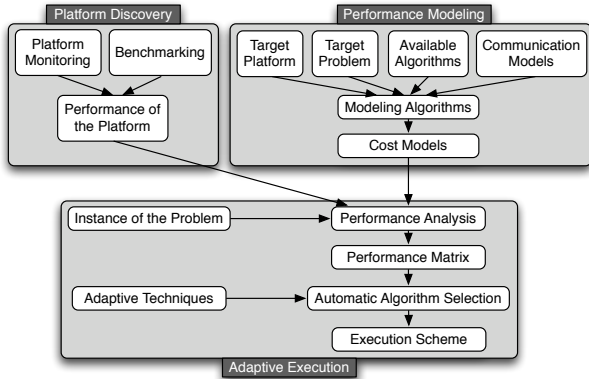 Platform Discovery
Platform
Monitoring
Benchmarking
Performance of
the Platform
Performance Modeling
Target
Platform
Target
Problem
Available
Algorithms
Communication
Models
Modeling Algorithms
Cost Models
Instance of the Problem
Performance Analysis
Performance Matrix
Adaptive Techniques
Automatic Algorithm Selection
Execution Scheme
Adaptive Execution